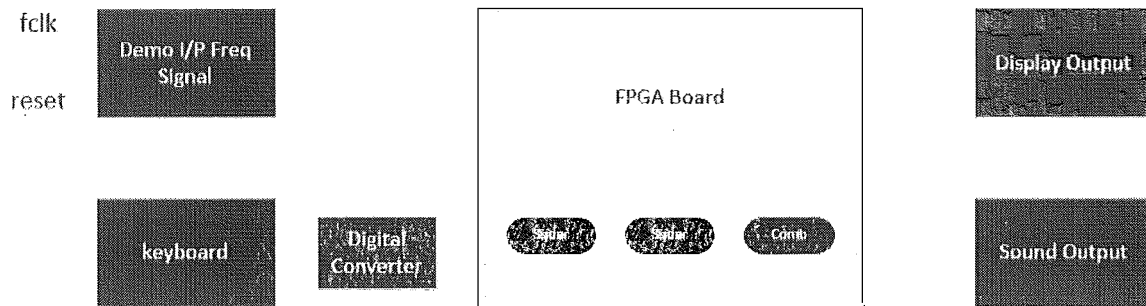 fclk
reset
Demo I/P Freq
Signal
keyboard
Digital
Converter
FPGA Board
Comb
Display Output
Sound Output